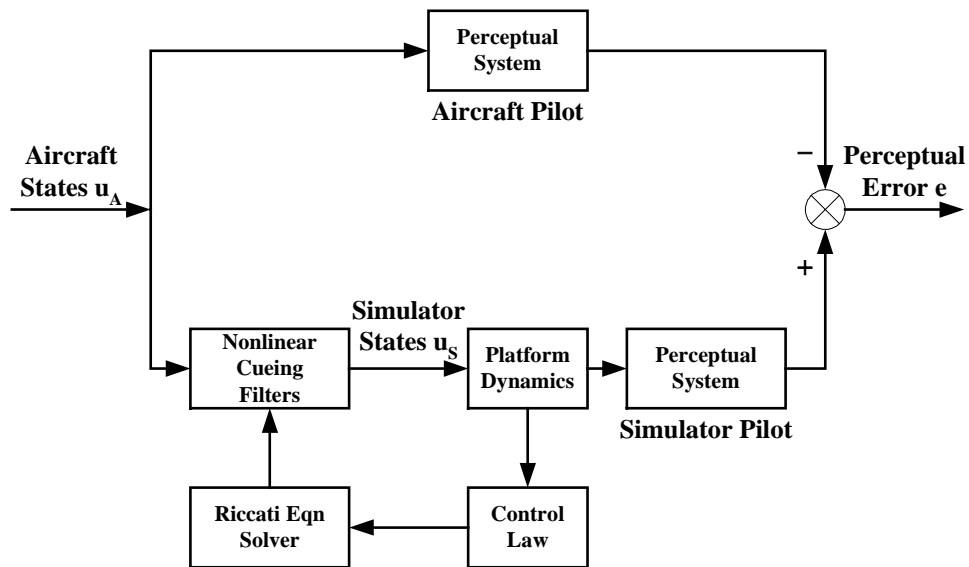 Perceptual
System
Aircraft Pilot
Aircraft
States u_A
−
Perceptual
Error e
+
Simulator
States u_S
Nonlinear
Cueing
Filters
Platform
Dynamics
Perceptual
System
Simulator Pilot
Riccati Eqn
Solver
Control
Law